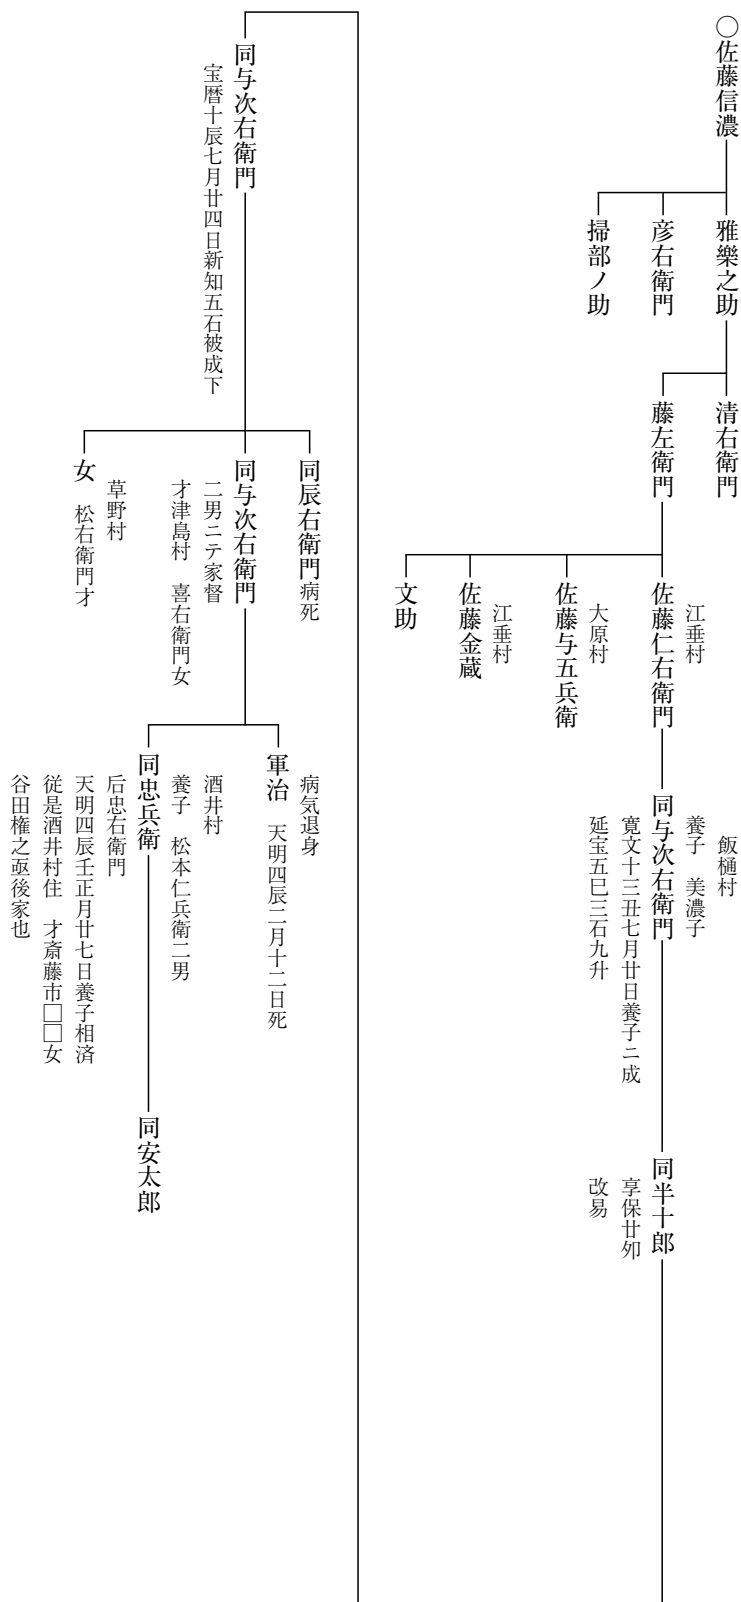 ○佐藤信濃
雅樂之助
彦右衛門
掃部ノ助
清右衛門
藤左衛門
江垂村
佐藤仁右衛門
大原村
佐藤与五兵衛
江垂村
佐藤金蔵
文助
飯樋村
養子　美濃子
同与次右衛門
寛文十三丑七月廿日養子ニ成
延宝五巳三石九升
同半十郎
享保廿夘
改易
同与次右衛門
宝暦十辰七月廿四日新知五石被成下
同辰右衛門病死
同与次右衛門
二男ニテ家督
才津島村　喜右衛門女
草野村
女　松右衛門才
病気退身
軍治　天明四辰二月十二日死
酒井村
養子　松本仁兵衛二男
同忠兵衛
后忠右衛門
天明四辰壬正月廿七日養子相済
従是酒井村住　才斎藤市□□女
谷田権之亟後家也
同安太郎